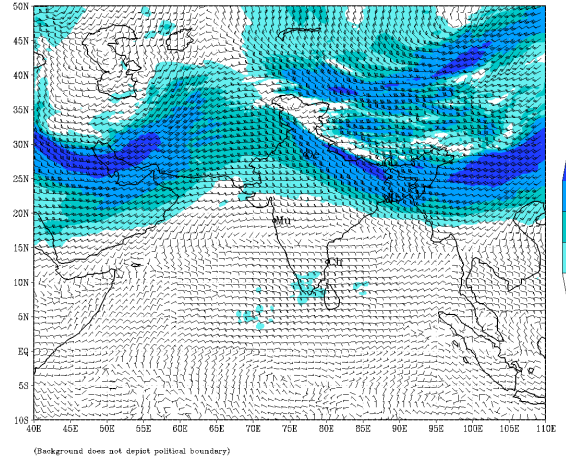 50N
45N
40N
35N
30N
25N
20N
15N
10N
5N
EQ
5S
10S
Mu
Ch
40E 45E 50E 55E 60E 65E 70E 75E 80E 85E 90E 95E 100E 105E 110E
(Background does not depict political boundary)